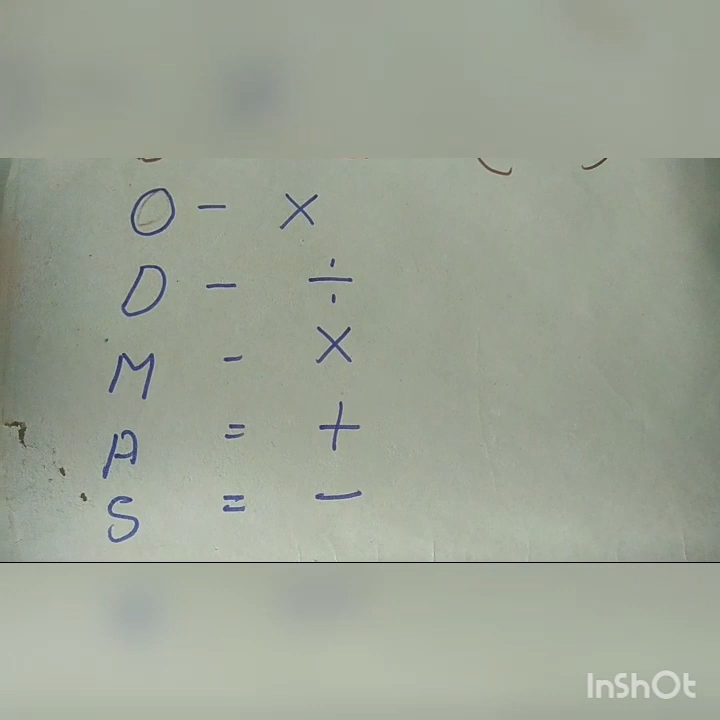 O - ×
D - ÷
M - ×
A = +
S = -
InShOt